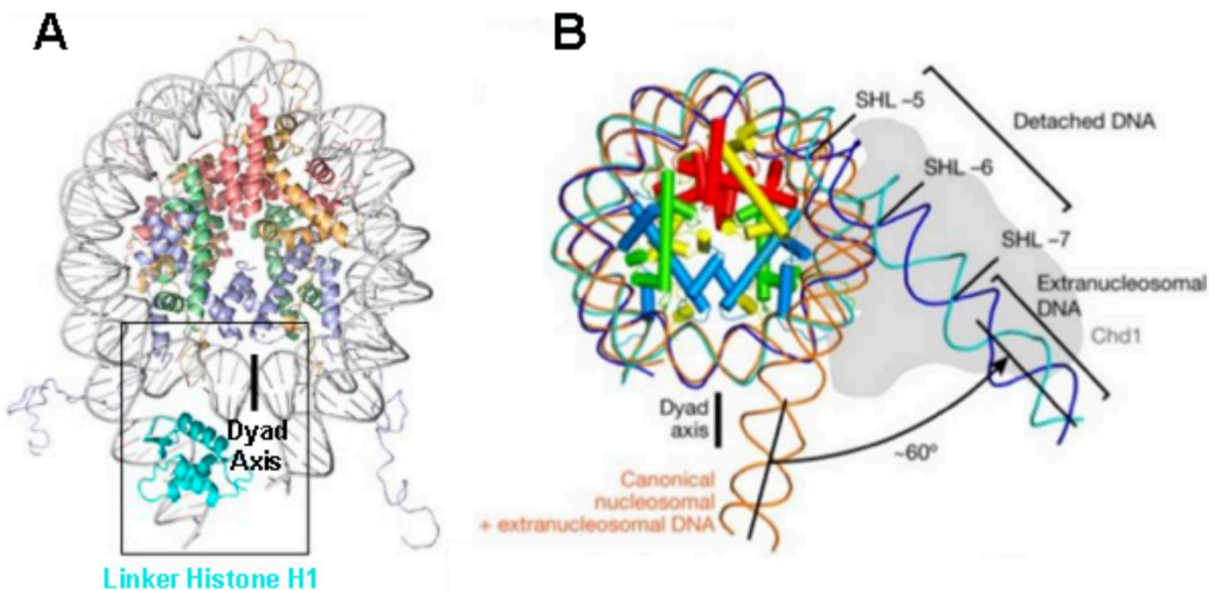 A
Dyad
Axis
Linker Histone H1
B
SHL –5
Detached DNA
SHL –6
SHL –7
Extranucleosomal
DNA
Chd1
Dyad
axis
~60º
Canonical
nucleosomal
+ extranucleosomal DNA